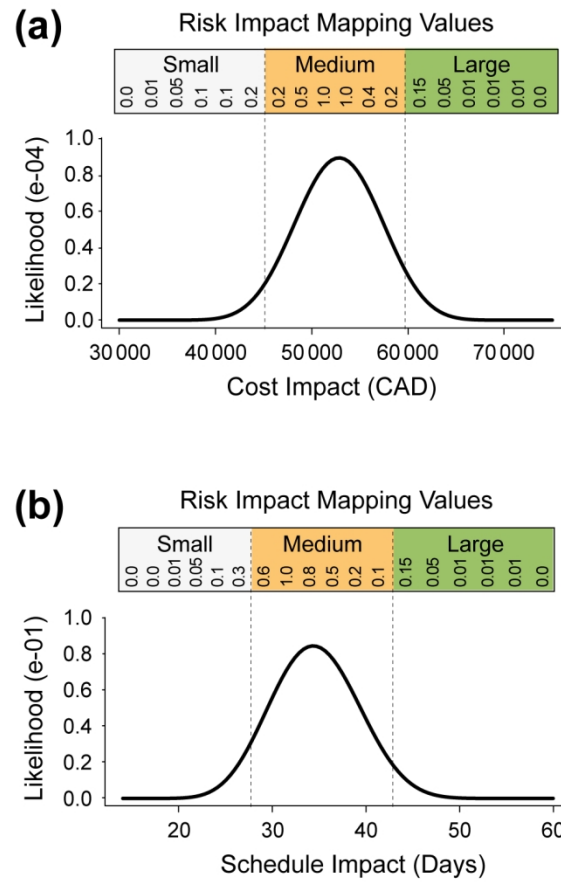 (a)
Risk Impact Mapping Values
Small Medium Large
0.0 0.01 0.05 0.1 0.1 0.2 0.2 0.5 1.0 1.0 0.4 0.2 0.15 0.05 0.01 0.01 0.01 0.0
Likelihood (e-04)
1.0
0.8
0.6
0.4
0.2
0.0
30 000 40 000 50 000 60 000 70 000
Cost Impact (CAD)
(b)
Risk Impact Mapping Values
Small Medium Large
0.0 0.0 0.01 0.05 0.1 0.3 0.6 1.0 0.8 0.5 0.2 0.1 0.15 0.05 0.01 0.01 0.01 0.0
Likelihood (e-01)
1.0
0.8
0.6
0.4
0.2
0.0
20 30 40 50 60
Schedule Impact (Days)